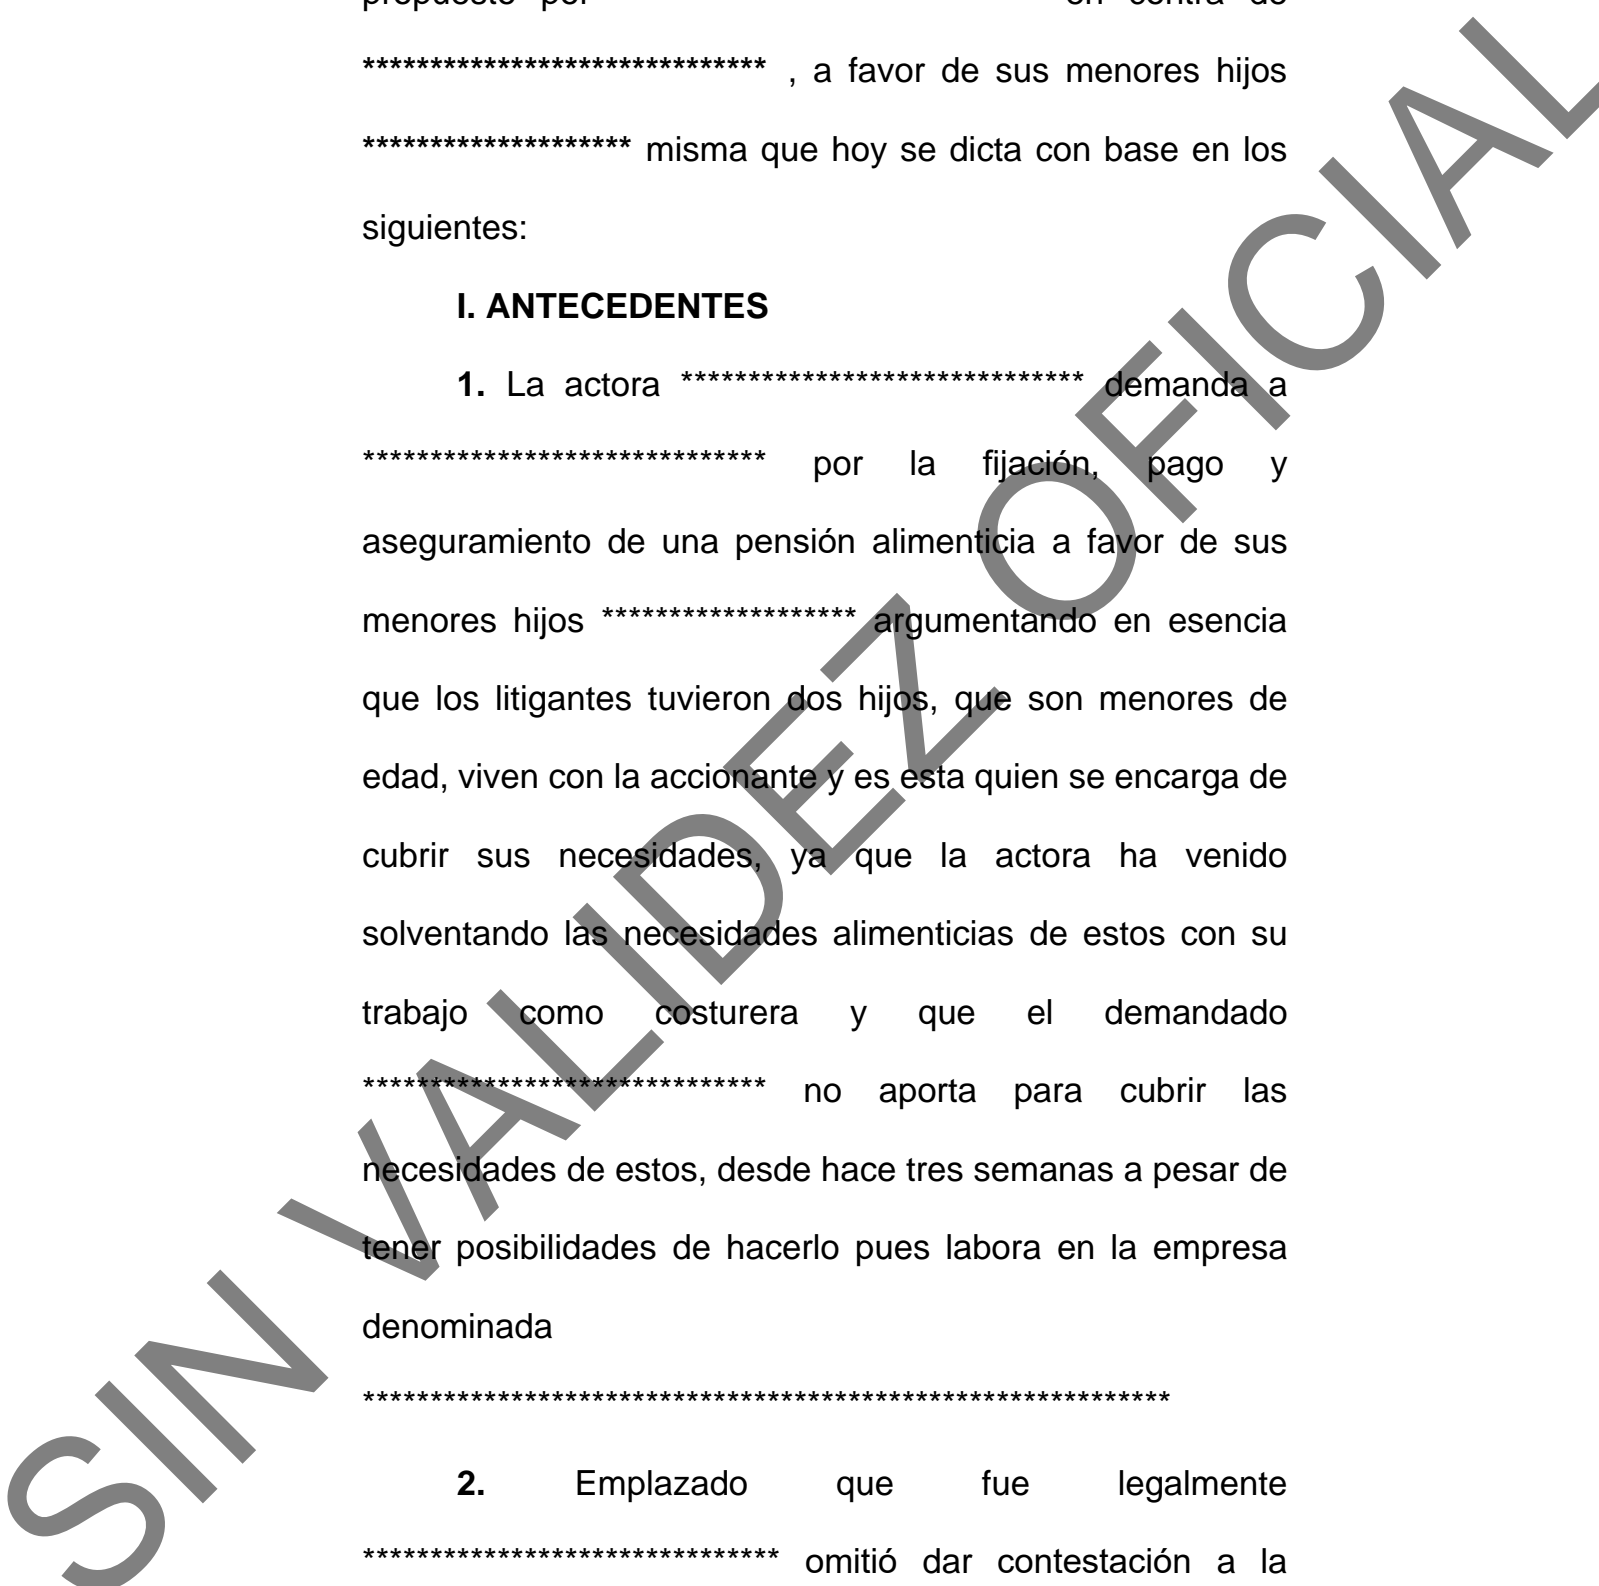 propuesto por en contra de
****************************** , a favor de sus menores hijos
******************** misma que hoy se dicta con base en los
siguientes:
I. ANTECEDENTES
1. La actora ****************************** demanda a
****************************** por la fijación, pago y
aseguramiento de una pensión alimenticia a favor de sus
menores hijos ******************* argumentando en esencia
que los litigantes tuvieron dos hijos, que son menores de
edad, viven con la accionante y es esta quien se encarga de
cubrir sus necesidades, ya que la actora ha venido
solventando las necesidades alimenticias de estos con su
trabajo como costurera y que el demandado
****************************** no aporta para cubrir las
necesidades de estos, desde hace tres semanas a pesar de
tener posibilidades de hacerlo pues labora en la empresa
denominada
************************************************************
2. Emplazado que fue legalmente
******************************* omitió dar contestación a la
SIN VALIDEZ OFICIAL